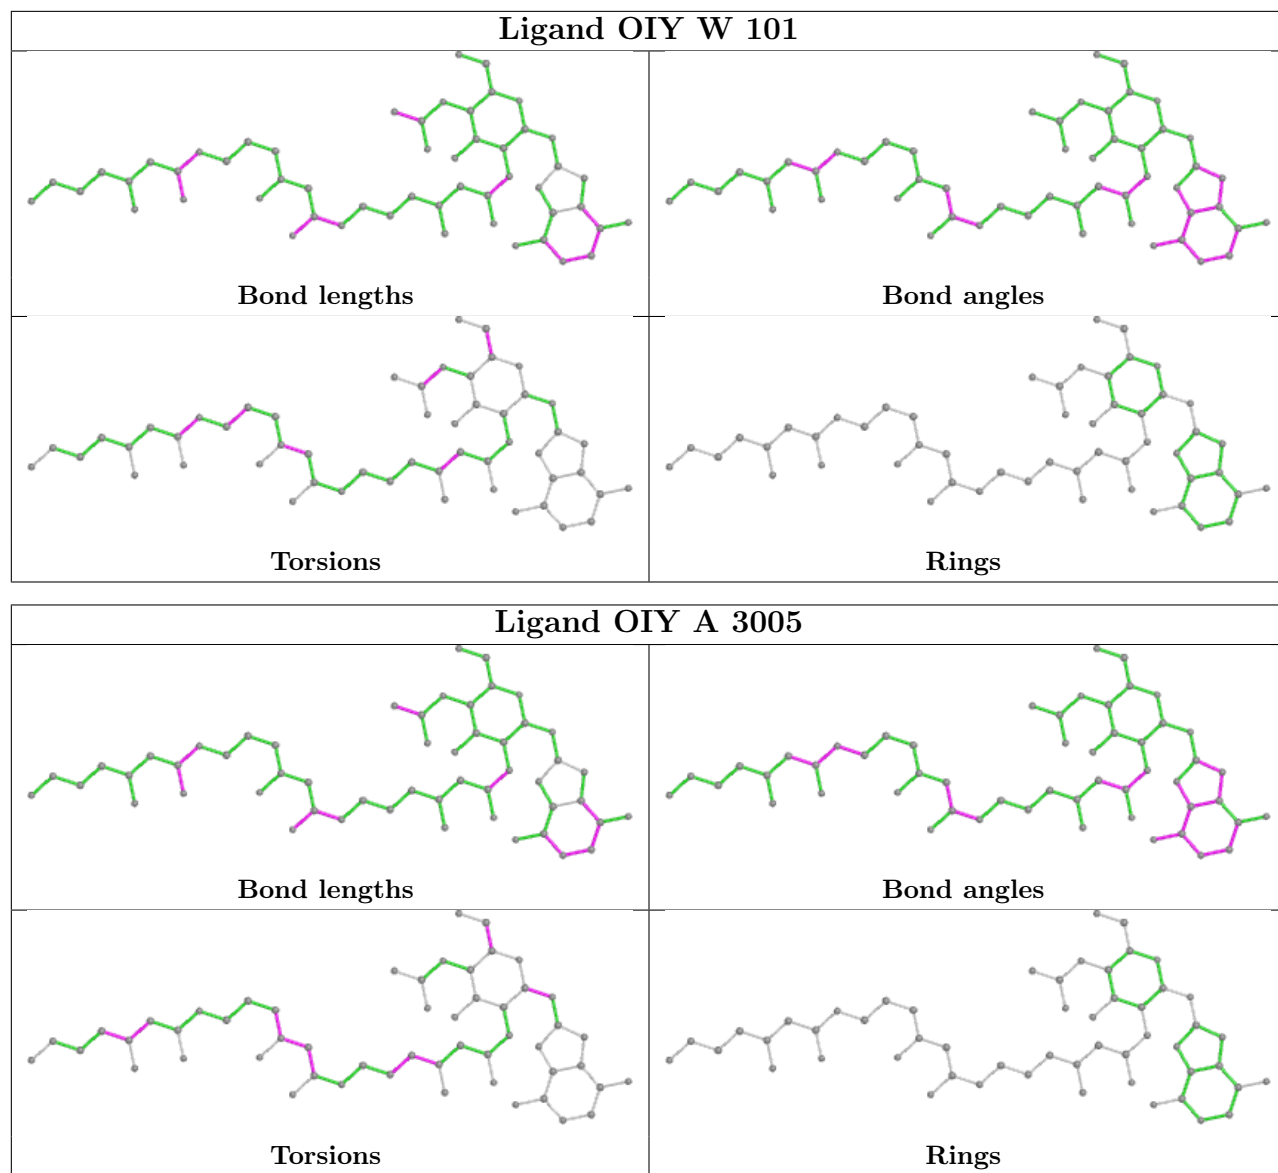 Ligand OIY W 101
Bond lengths
Bond angles
Torsions
Rings
Ligand OIY A 3005
Bond lengths
Bond angles
Torsions
Rings